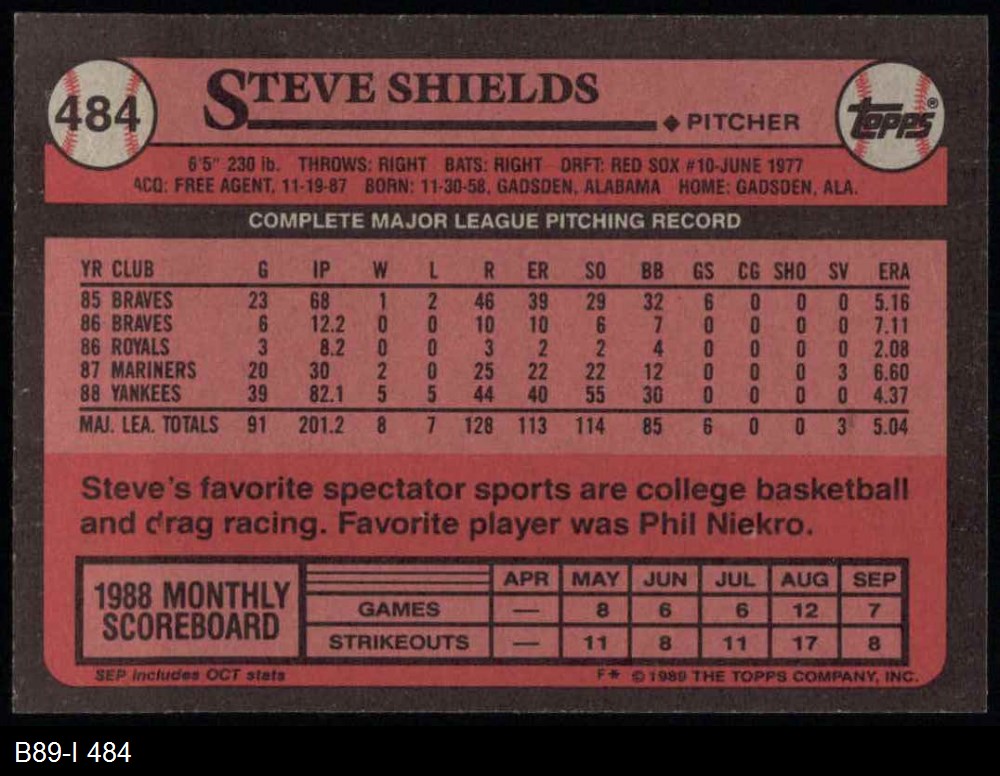 484
STEVE SHIELDS
◆ PITCHER
TOPPS®
6'5" 230 lb. THROWS: RIGHT BATS: RIGHT DRFT: RED SOX #10-JUNE 1977
ACQ: FREE AGENT, 11-19-87 BORN: 11-30-58, GADSDEN, ALABAMA HOME: GADSDEN, ALA.
COMPLETE MAJOR LEAGUE PITCHING RECORD
YR CLUB G IP W L R ER SO BB GS CG SHO SV ERA
85 BRAVES 23 68 1 2 46 39 29 32 6 0 0 0 5.16
86 BRAVES 6 12.2 0 0 10 10 6 7 0 0 0 0 7.11
86 ROYALS 3 8.2 0 0 3 2 2 4 0 0 0 0 2.08
87 MARINERS 20 30 2 0 25 22 22 12 0 0 0 3 6.60
88 YANKEES 39 82.1 5 5 44 40 55 30 0 0 0 0 4.37
MAJ. LEA. TOTALS 91 201.2 8 7 128 113 114 85 6 0 0 3 5.04
Steve's favorite spectator sports are college basketball
and drag racing. Favorite player was Phil Niekro.
1988 MONTHLY
SCOREBOARD
APR MAY JUN JUL AUG SEP
GAMES — 8 6 6 12 7
STRIKEOUTS — 11 8 11 17 8
SEP includes OCT stats
F* © 1989 THE TOPPS COMPANY, INC.
B89-I 484